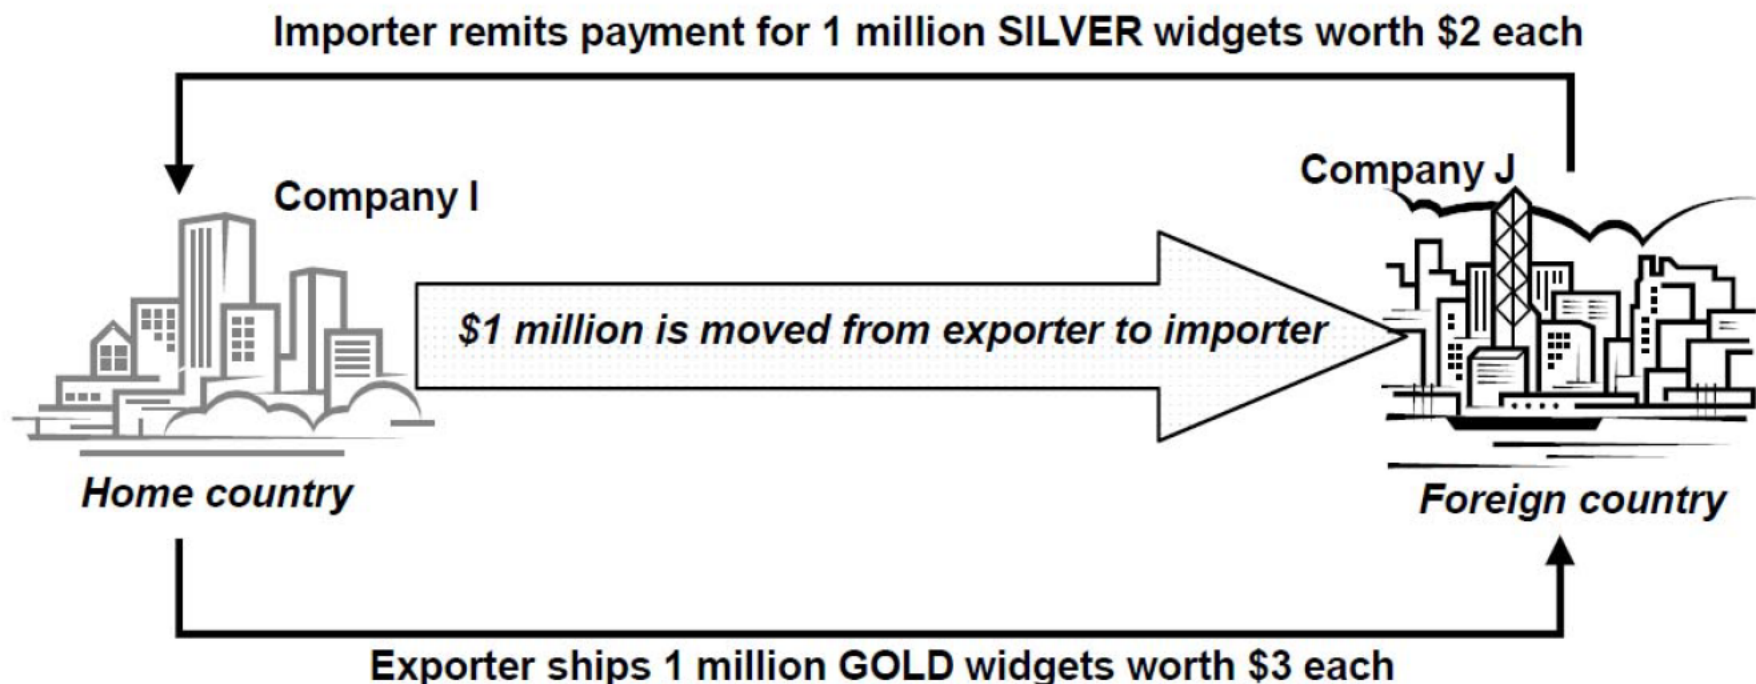 Importer remits payment for 1 million SILVER widgets worth $2 each
Company J
Company I
$1 million is moved from exporter to importer
Home country
Foreign country
Exporter ships 1 million GOLD widgets worth $3 each